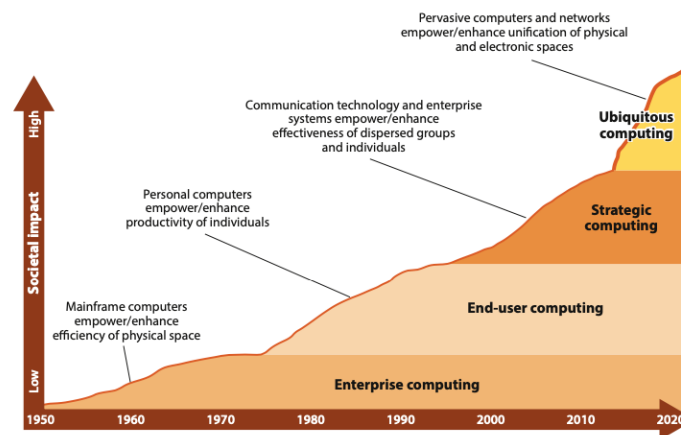 Pervasive computers and networks
empower/enhance unification of physical
and electronic spaces
Communication technology and enterprise
systems empower/enhance
effectiveness of dispersed groups
and individuals
Personal computers
empower/enhance
productivity of individuals
Mainframe computers
empower/enhance
efficiency of physical space
High
Societal impact
Low
Ubiquitous
computing
Strategic
computing
End-user computing
Enterprise computing
1950 1960 1970 1980 1990 2000 2010 2020